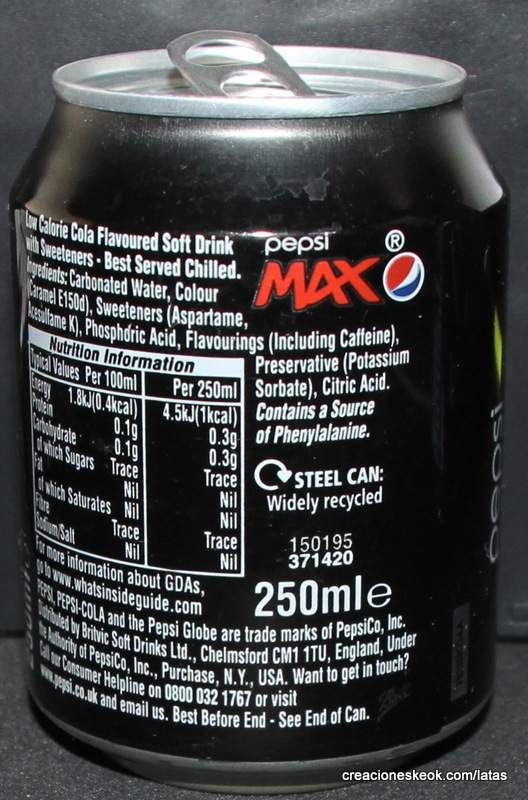 Low Calorie Cola Flavoured Soft Drink
with Sweeteners - Best Served Chilled.
Ingredients: Carbonated Water, Colour
(Caramel E150d), Sweeteners (Aspartame,
Acesulfame K), Phosphoric Acid, Flavourings (Including Caffeine),
Preservative (Potassium
Sorbate), Citric Acid.
Contains a Source
of Phenylalanine.
pepsi
MAX ®
Nutrition Information
Typical Values Per 100ml Per 250ml
Energy 1.8kJ(0.4kcal) 4.5kJ(1kcal)
Protein 0.1g 0.3g
Carbohydrate 0.1g 0.3g
of which Sugars Trace Trace
Fat Nil Nil
of which Saturates Nil Nil
Fibre Trace Trace
Sodium/Salt Nil Nil
STEEL CAN:
Widely recycled
150195
371420
250ml e
For more information about GDAs,
go to www.whatsinsideguide.com
PEPSI, PEPSI-COLA and the Pepsi Globe are trade marks of PepsiCo, Inc.
Distributed by Britvic Soft Drinks Ltd., Chelmsford CM1 1TU, England, Under
the Authority of PepsiCo, Inc., Purchase, N.Y., USA. Want to get in touch?
Call our Consumer Helpline on 0800 032 1767 or visit
www.pepsi.co.uk and email us. Best Before End - See End of Can.
pepsi
creacioneskeok.com/latas